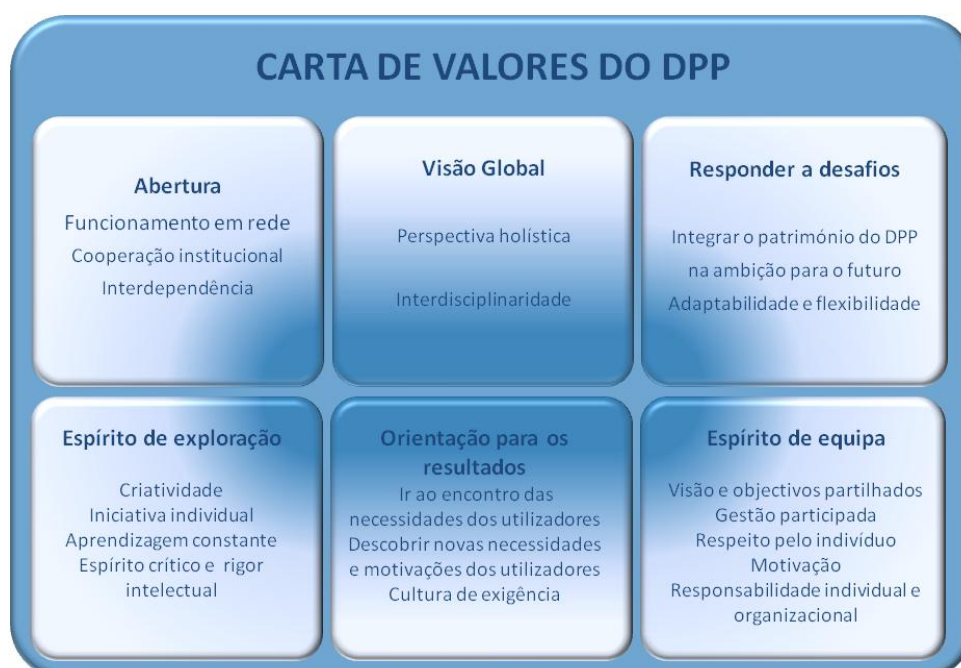 CARTA DE VALORES DO DPP
Abertura
Funcionamento em rede
Cooperação institucional
Interdependência
Visão Global
Perspectiva holística
Interdisciplinaridade
Responder a desafios
Integrar o património do DPP
na ambição para o futuro
Adaptabilidade e flexibilidade
Espírito de exploração
Criatividade
Iniciativa individual
Aprendizagem constante
Espírito crítico e rigor
intelectual
Orientação para os
resultados
Ir ao encontro das
necessidades dos utilizadores
Descobrir novas necessidades
e motivações dos utilizadores
Cultura de exigência
Espírito de equipa
Visão e objectivos partilhados
Gestão participada
Respeito pelo indivíduo
Motivação
Responsabilidade individual e
organizacional